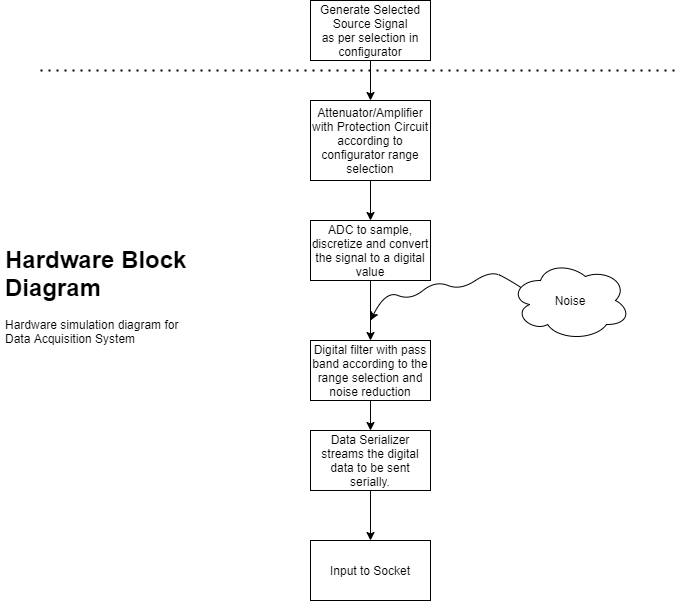 Generate Selected
Source Signal
as per selection in
configurator
Attenuator/Amplifier
with Protection Circuit
according to
configurator range
selection
ADC to sample,
discretize and convert
the signal to a digital
value
Hardware Block
Diagram
Hardware simulation diagram for
Data Acquisition System
Noise
Digital filter with pass
band according to the
range selection and
noise reduction
Data Serializer
streams the digital
data to be sent
serially.
Input to Socket